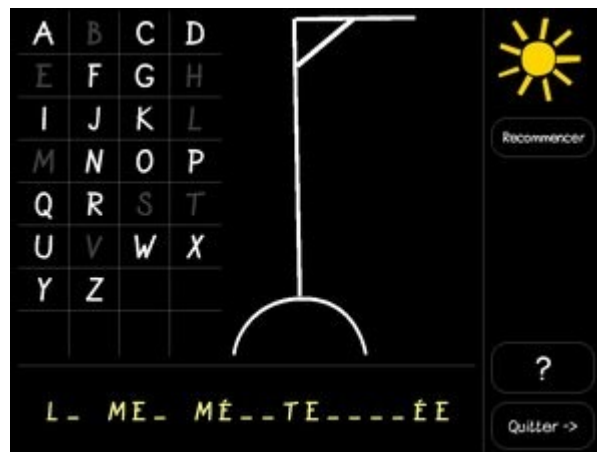 A B C D
E F G H
I J K L
M N O P
Q R S T
U V W X
Y Z
Recommencer
?
L_ ME_ MÉ__TE____ÉE
Quitter ->